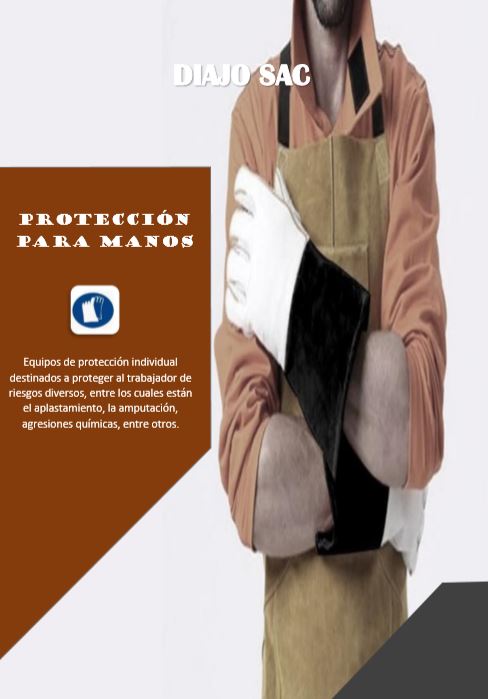 DIAJO SAC
PROTECCIÓN
PARA MANOS
Equipos de protección individual
destinados a proteger al trabajador de
riesgos diversos, entre los cuales están
el aplastamiento, la amputación,
agresiones químicas, entre otros.